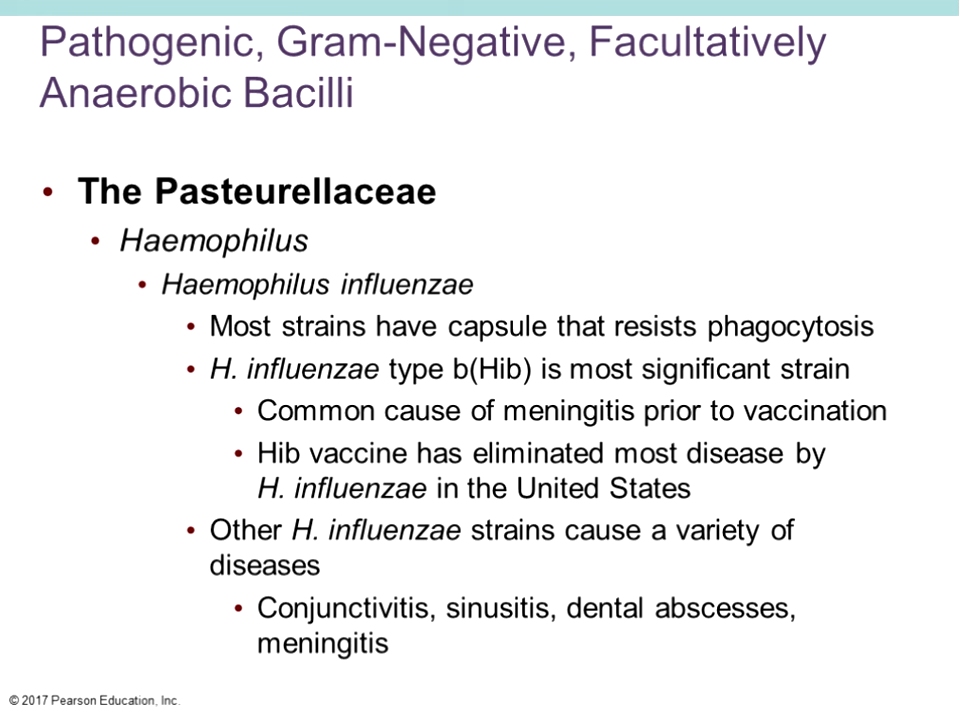 Pathogenic, Gram-Negative, Facultatively
Anaerobic Bacilli
• The Pasteurellaceae
• Haemophilus
• Haemophilus influenzae
• Most strains have capsule that resists phagocytosis
• H. influenzae type b(Hib) is most significant strain
• Common cause of meningitis prior to vaccination
• Hib vaccine has eliminated most disease by
H. influenzae in the United States
• Other H. influenzae strains cause a variety of
diseases
• Conjunctivitis, sinusitis, dental abscesses,
meningitis
© 2017 Pearson Education, Inc.